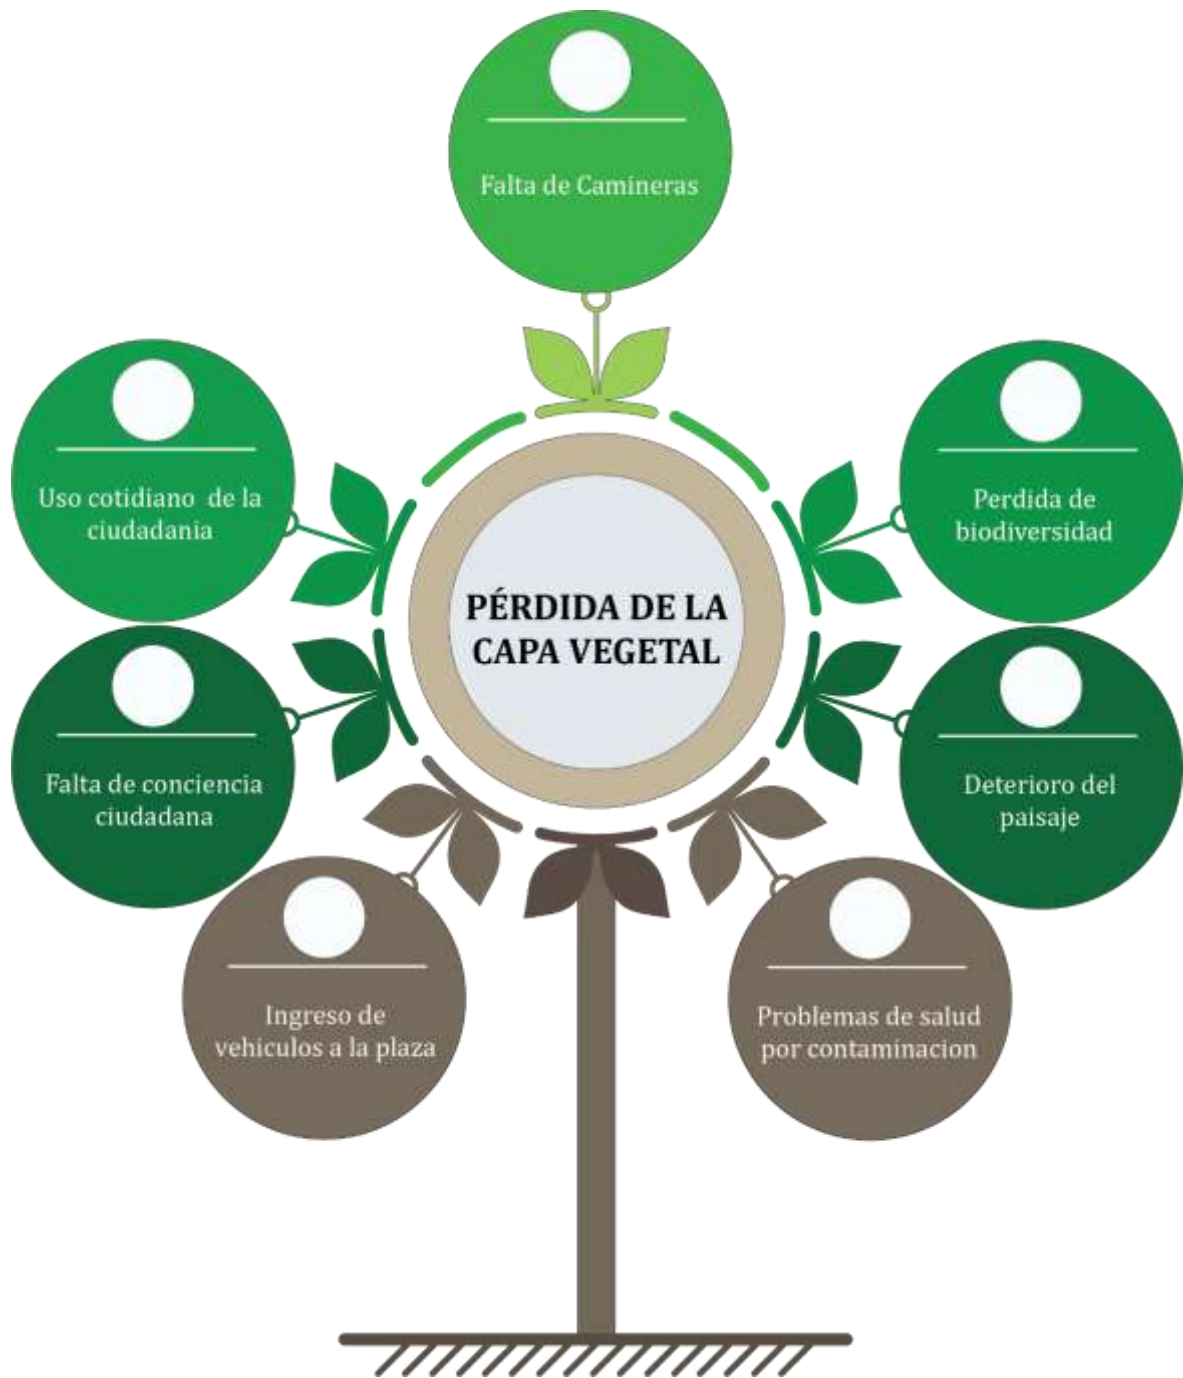 Falta de Camineras
Uso cotidiano  de la
ciudadania
Perdida de
biodiversidad
PÉRDIDA DE LA
CAPA VEGETAL
Falta de conciencia
ciudadana
Deterioro del
paisaje
Ingreso de
vehiculos a la plaza
Problemas de salud
por contaminacion